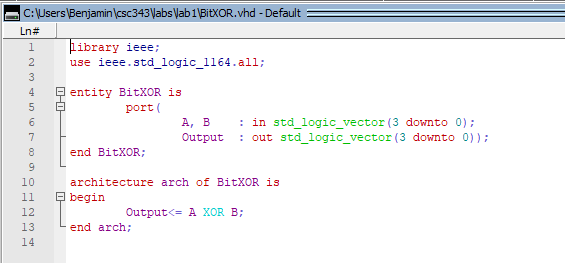 C:\Users\Benjamin\csc343\labs\lab1\BitXOR.vhd - Default
Ln#
1 library ieee;
2 use ieee.std_logic_1164.all;
3
4 entity BitXOR is
5 port(
6 A, B : in std_logic_vector(3 downto 0);
7 Output : out std_logic_vector(3 downto 0));
8 end BitXOR;
9
10 architecture arch of BitXOR is
11 begin
12 Output<= A XOR B;
13 end arch;
14